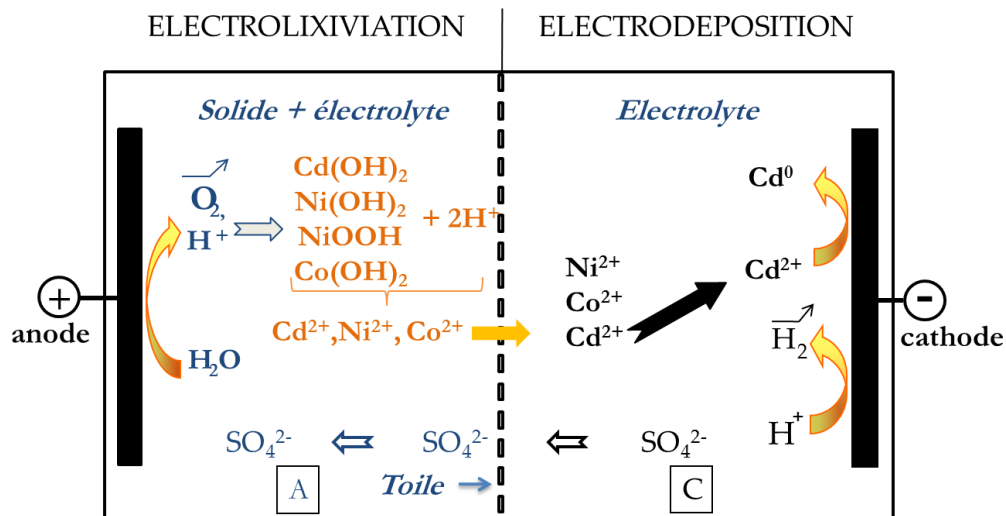 ELECTROLIXIVIATION
ELECTRODEPOSITION
Solide + électrolyte
Electrolyte
O₂,
H⁺
H₂O
Cd(OH)₂
Ni(OH)₂
NiOOH
Co(OH)₂
+ 2H⁺
Cd²⁺,Ni²⁺, Co²⁺
+
anode
SO₄²⁻
SO₄²⁻
A
Toile
Ni²⁺
Co²⁺
Cd²⁺
Cd⁰
Cd²⁺
H₂
H⁺
-
cathode
SO₄²⁻
C